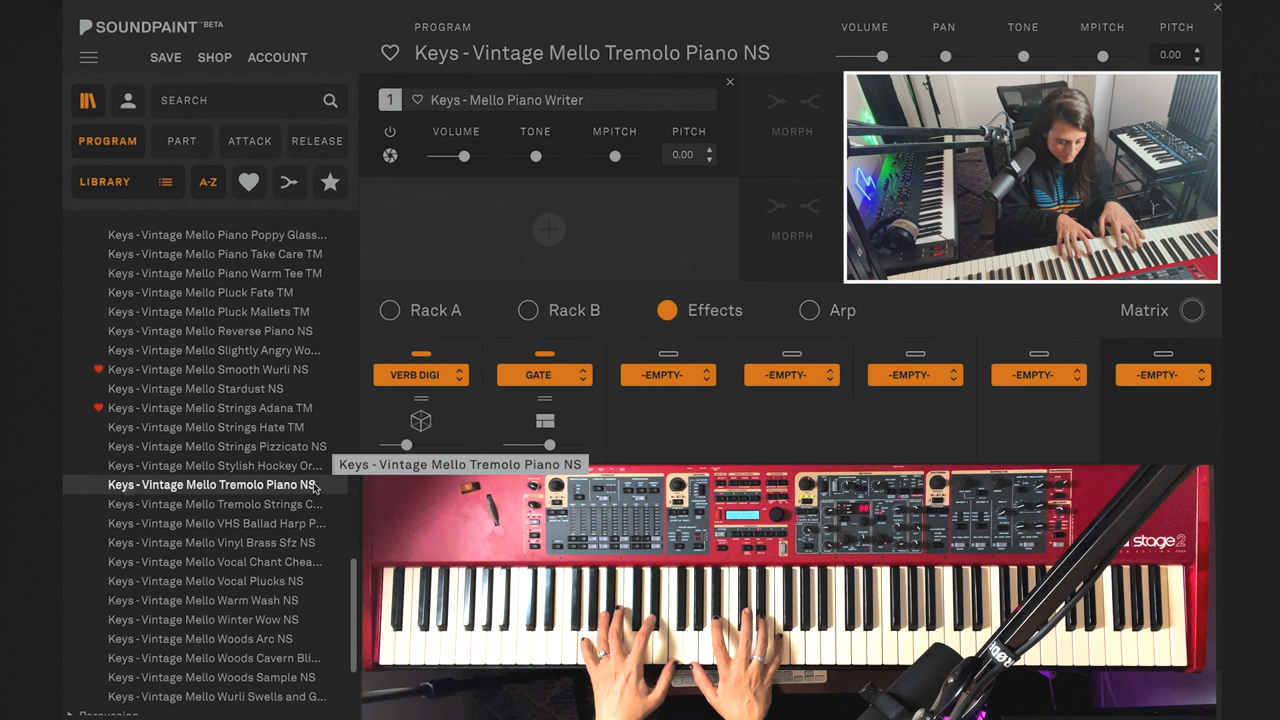 SOUNDPAINT™ BETA
SAVE SHOP ACCOUNT
SEARCH
PROGRAM PART ATTACK RELEASE
LIBRARY A-Z
Keys - Vintage Mello Piano Poppy Glass...
Keys - Vintage Mello Piano Take Care TM
Keys - Vintage Mello Piano Warm Tee TM
Keys - Vintage Mello Pluck Fate TM
Keys - Vintage Mello Pluck Mallets TM
Keys - Vintage Mello Reverse Piano NS
Keys - Vintage Mello Slightly Angry Wo...
Keys - Vintage Mello Smooth Wurli NS
Keys - Vintage Mello Stardust NS
Keys - Vintage Mello Strings Adana TM
Keys - Vintage Mello Strings Hate TM
Keys - Vintage Mello Strings Pizzicato NS
Keys - Vintage Mello Stylish Hockey Or...
Keys - Vintage Mello Tremolo Piano NS
Keys - Vintage Mello Tremolo Strings C...
Keys - Vintage Mello VHS Ballad Harp P...
Keys - Vintage Mello Vinyl Brass Sfz NS
Keys - Vintage Mello Vocal Chant Chea...
Keys - Vintage Mello Vocal Plucks NS
Keys - Vintage Mello Warm Wash NS
Keys - Vintage Mello Winter Wow NS
Keys - Vintage Mello Woods Arc NS
Keys - Vintage Mello Woods Cavern Bli...
Keys - Vintage Mello Woods Sample NS
Keys - Vintage Mello Wurli Swells and G...
PROGRAM
Keys - Vintage Mello Tremolo Piano NS
VOLUME PAN TONE MPITCH PITCH
0.00
1 Keys - Mello Piano Writer
VOLUME TONE MPITCH PITCH
0.00
MORPH
MORPH
Rack A Rack B Effects Arp Matrix
VERB DIGI GATE -EMPTY- -EMPTY- -EMPTY- -EMPTY- -EMPTY-
Keys - Vintage Mello Tremolo Piano NS
stage2
RØDE